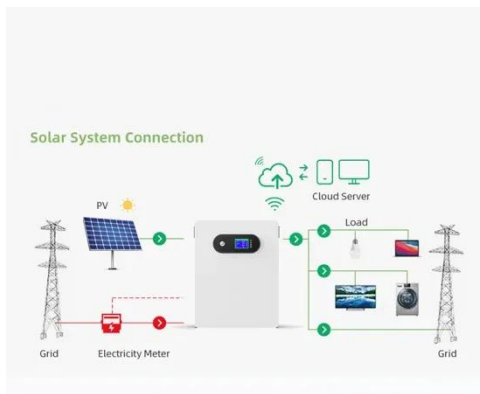 Solar System Connection
Cloud Server
PV
Load
Grid
Electricity Meter
Grid